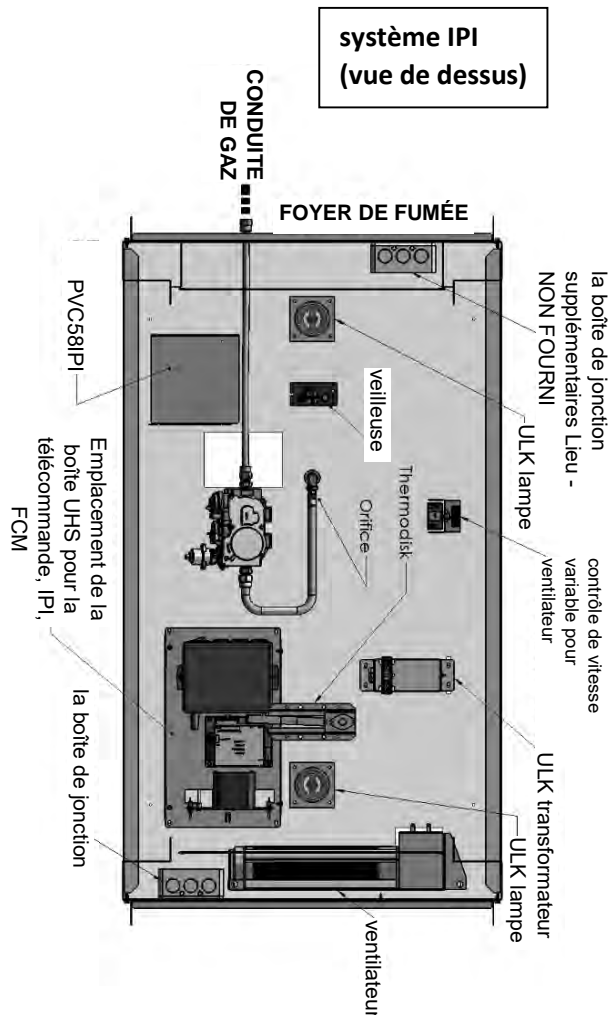 système IPI
(vue de dessus)
CONDUITE
DE GAZ
FOYER DE FUMÉE
la boîte de jonction
supplémentaires Lieu -
NON FOURNI
ULK lampe
veilleuse
PVC58IPI
Thermodisk
Orifice
contrôle de vitesse
variable pour
ventilateur
Emplacement de la
boîte UHS pour la
télécommande, IPI,
FCM
la boîte de jonction
ULK transformateur
ULK lampe
ventilateur